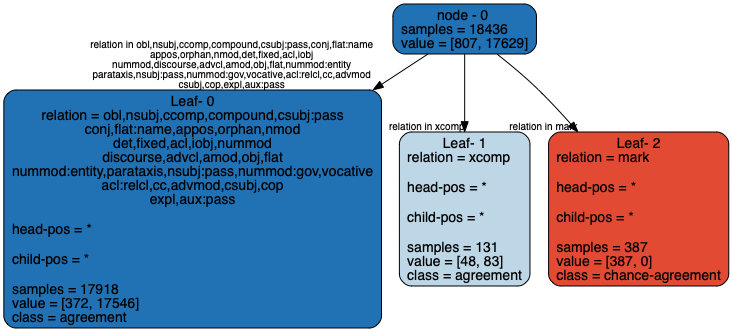 node - 0
samples = 18436
value = [807, 17629]
relation in obl,nsubj,ccomp,compound,csubj:pass,conj,flat:name
appos,orphan,nmod,det,fixed,acl,iobj
nummod,discourse,advcl,amod,obj,flat,nummod:entity
parataxis,nsubj:pass,nummod:gov,vocative,acl:relcl,cc,advmod
csubj,cop,expl,aux:pass
Leaf- 0
relation = obl,nsubj,ccomp,compound,csubj:pass
conj,flat:name,appos,orphan,nmod
det,fixed,acl,iobj,nummod
discourse,advcl,amod,obj,flat
nummod:entity,parataxis,nsubj:pass,nummod:gov,vocative
acl:relcl,cc,advmod,csubj,cop
expl,aux:pass
head-pos = *
child-pos = *
samples = 17918
value = [372, 17546]
class = agreement
relation in xcomp
Leaf- 1
relation = xcomp
head-pos = *
child-pos = *
samples = 131
value = [48, 83]
class = agreement
relation in mark
Leaf- 2
relation = mark
head-pos = *
child-pos = *
samples = 387
value = [387, 0]
class = chance-agreement